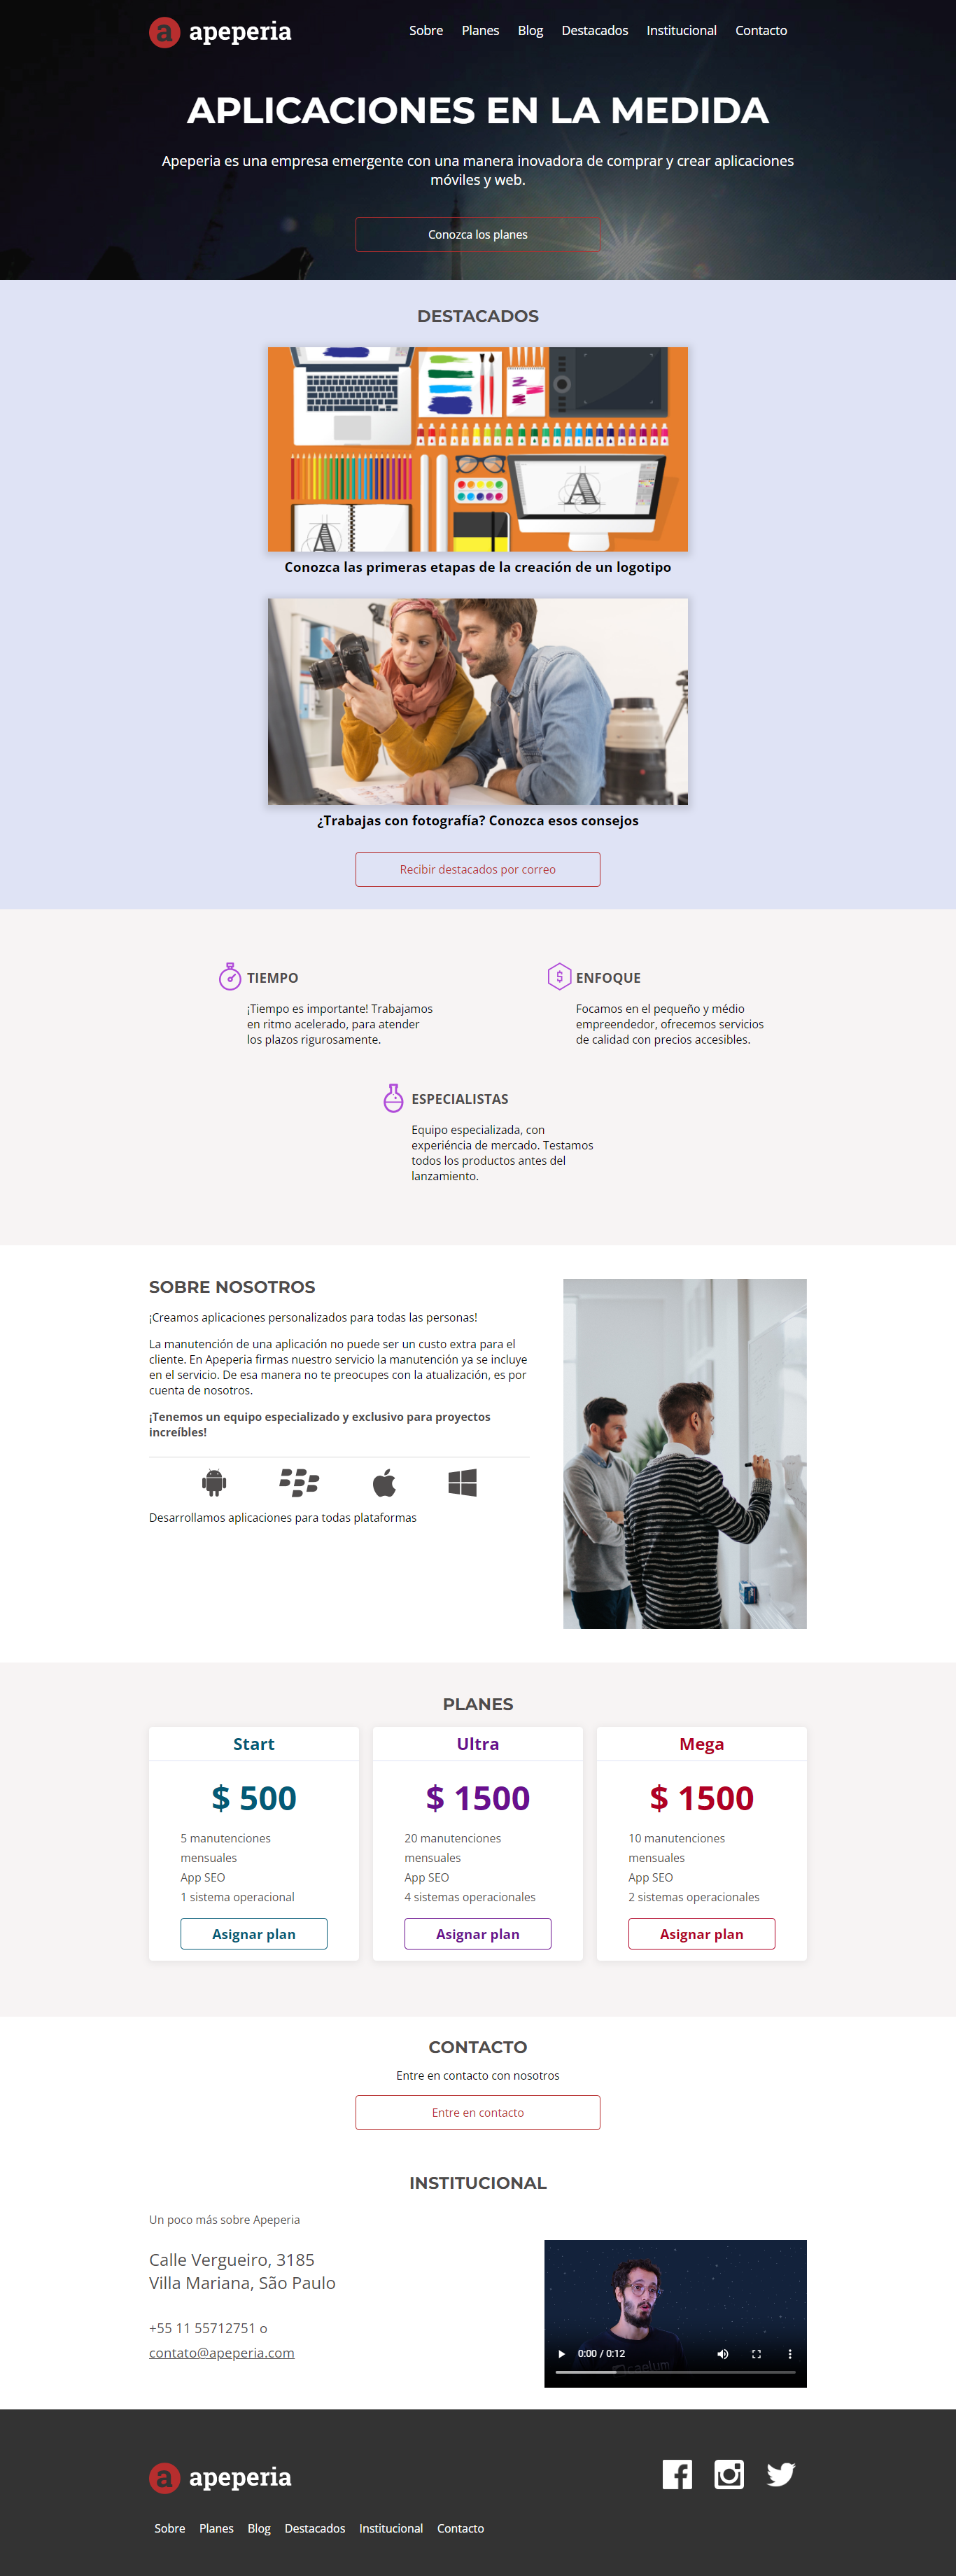 a apeperia
Sobre Planes Blog Destacados Institucional Contacto
APLICACIONES EN LA MEDIDA
Apeperia es una empresa emergente con una manera inovadora de comprar y crear aplicaciones
móviles y web.
Conozca los planes
DESTACADOS
A
A
Conozca las primeras etapas de la creación de un logotipo
¿Trabajas con fotografía? Conozca esos consejos
Recibir destacados por correo
TIEMPO
¡Tiempo es importante! Trabajamos
en ritmo acelerado, para atender
los plazos rigurosamente.
$ ENFOQUE
Focamos en el pequeño y médio
empreendedor, ofrecemos servicios
de calidad con precios accesibles.
ESPECIALISTAS
Equipo especializada, con
experiéncia de mercado. Testamos
todos los productos antes del
lanzamiento.
SOBRE NOSOTROS
¡Creamos aplicaciones personalizados para todas las personas!
La manutención de una aplicación no puede ser un custo extra para el
cliente. En Apeperia firmas nuestro servicio la manutención ya se incluye
en el servicio. De esa manera no te preocupes con la atualización, es por
cuenta de nosotros.
¡Tenemos un equipo especializado y exclusivo para proyectos
increíbles!
Desarrollamos aplicaciones para todas plataformas
PLANES
Start
$ 500
5 manutenciones
mensuales
App SEO
1 sistema operacional
Asignar plan
Ultra
$ 1500
20 manutenciones
mensuales
App SEO
4 sistemas operacionales
Asignar plan
Mega
$ 1500
10 manutenciones
mensuales
App SEO
2 sistemas operacionales
Asignar plan
CONTACTO
Entre en contacto con nosotros
Entre en contacto
INSTITUCIONAL
Un poco más sobre Apeperia
Calle Vergueiro, 3185
Villa Mariana, São Paulo
+55 11 55712751 o
contato@apeperia.com
0:00 / 0:12
caelum
a apeperia
Sobre Planes Blog Destacados Institucional Contacto